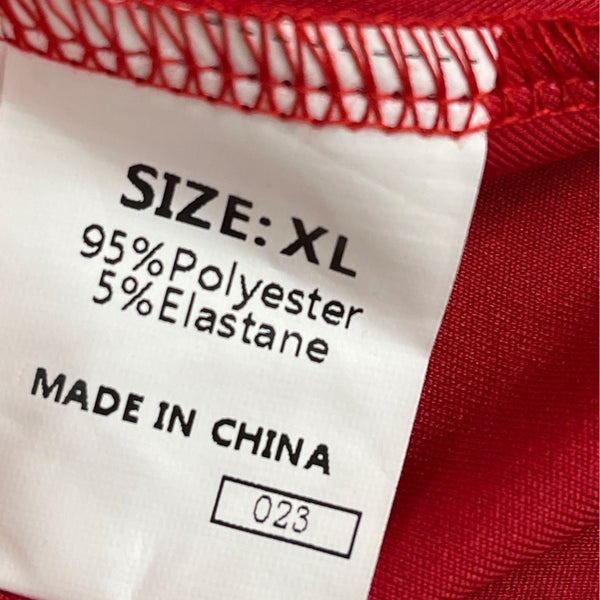 SIZE: XL
95%Polyester
5%Elastane
MADE IN CHINA
023